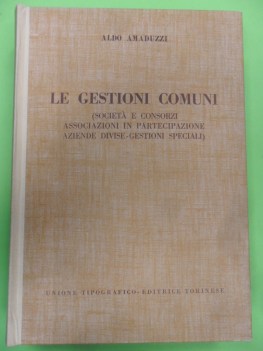 ALDO AMADUZZI
LE GESTIONI COMUNI
(SOCIETÀ E CONSORZI
ASSOCIAZIONI IN PARTECIPAZIONE
AZIENDE DIVISE-GESTIONI SPECIALI)
UNIONE TIPOGRAFICO-EDITRICE TORINESE